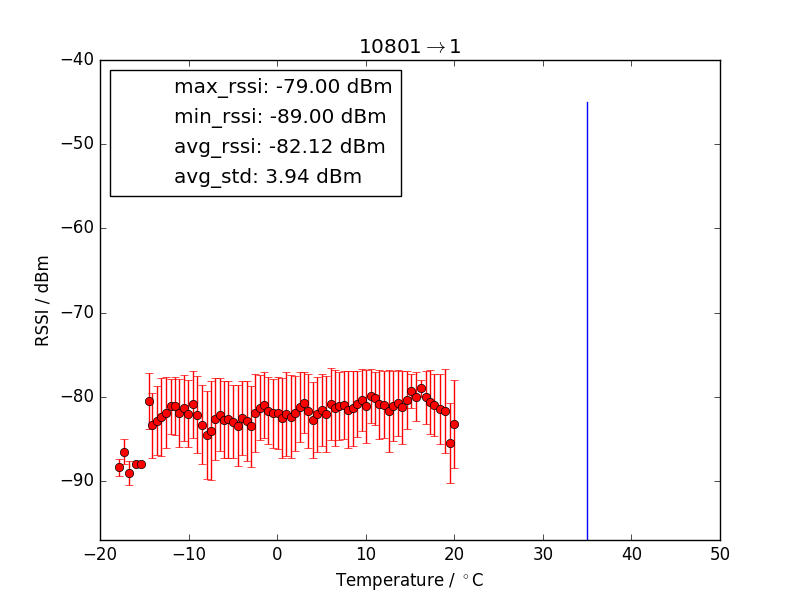 10801→1
max_rssi: -79.00 dBm
min_rssi: -89.00 dBm
avg_rssi: -82.12 dBm
avg_std: 3.94 dBm
−40
−50
−60
−70
−80
−90
RSSI / dBm
−20 −10 0 10 20 30 40 50
Temperature / °C